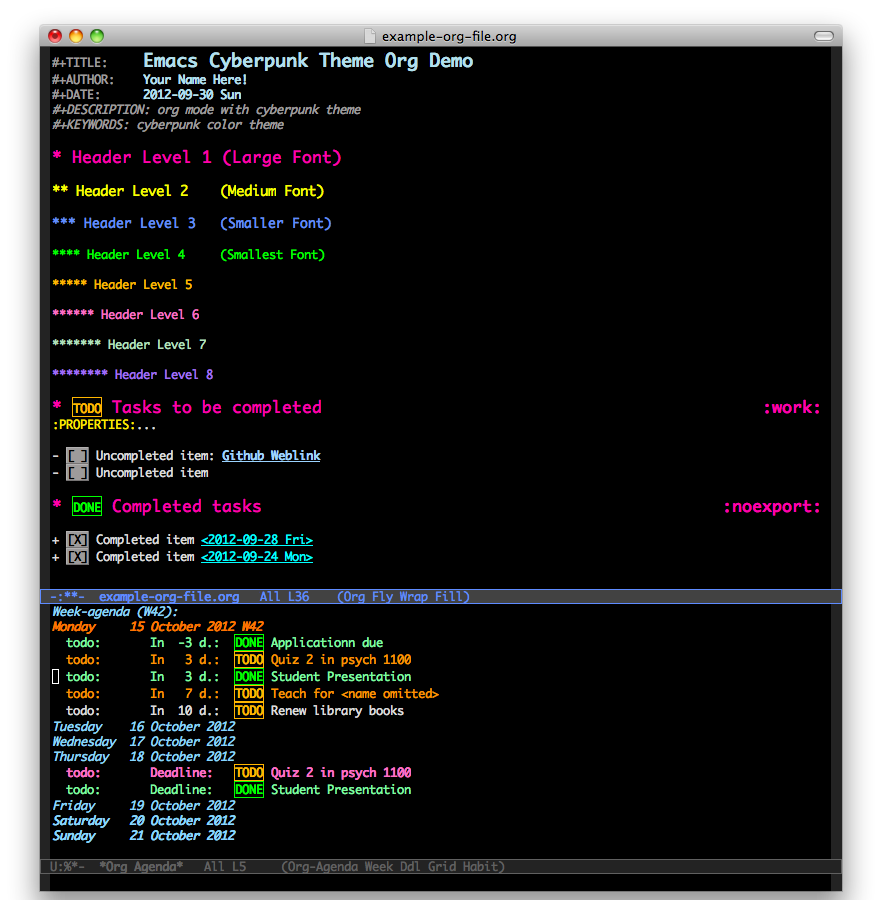 example-org-file.org
#+TITLE: Emacs Cyberpunk Theme Org Demo
#+AUTHOR: Your Name Here!
#+DATE: 2012-09-30 Sun
#+DESCRIPTION: org mode with cyberpunk theme
#+KEYWORDS: cyberpunk color theme
* Header Level 1 (Large Font)
** Header Level 2 (Medium Font)
*** Header Level 3 (Smaller Font)
**** Header Level 4 (Smallest Font)
***** Header Level 5
****** Header Level 6
******* Header Level 7
******** Header Level 8
* TODO Tasks to be completed :work:
:PROPERTIES:...
- [ ] Uncompleted item: Github Weblink
- [ ] Uncompleted item
* DONE Completed tasks :noexport:
+ [X] Completed item <2012-09-28 Fri>
+ [X] Completed item <2012-09-24 Mon>
-:**- example-org-file.org All L36 (Org Fly Wrap Fill)
Week-agenda (W42):
Monday 15 October 2012 W42
todo: In -3 d.: DONE Applicationn due
todo: In 3 d.: TODO Quiz 2 in psych 1100
todo: In 3 d.: DONE Student Presentation
todo: In 7 d.: TODO Teach for <name omitted>
todo: In 10 d.: TODO Renew library books
Tuesday 16 October 2012
Wednesday 17 October 2012
Thursday 18 October 2012
todo: Deadline: TODO Quiz 2 in psych 1100
todo: Deadline: DONE Student Presentation
Friday 19 October 2012
Saturday 20 October 2012
Sunday 21 October 2012
U:%*- *Org Agenda* All L5 (Org-Agenda Week Ddl Grid Habit)